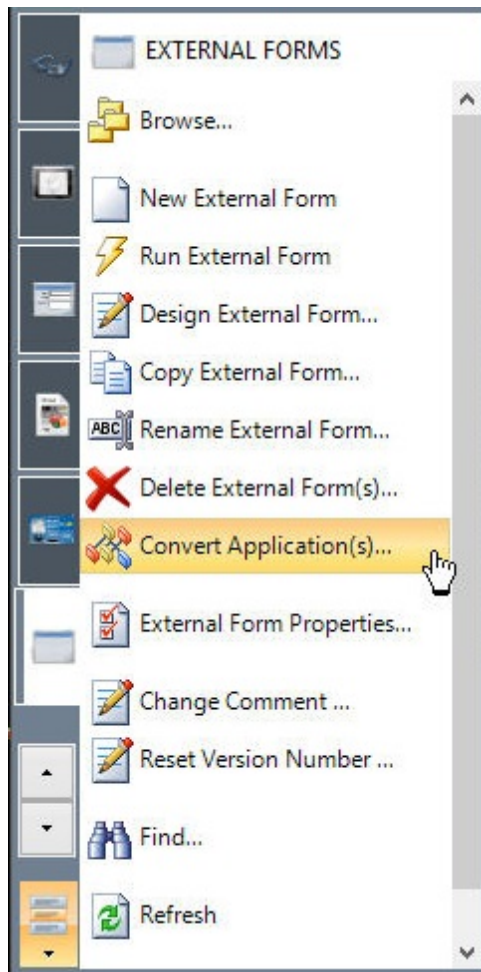 EXTERNAL FORMS
Browse...
New External Form
Run External Form
Design External Form...
Copy External Form...
ABC Rename External Form...
Delete External Form(s)...
Convert Application(s)...
External Form Properties...
Change Comment ...
Reset Version Number ...
Find...
Refresh